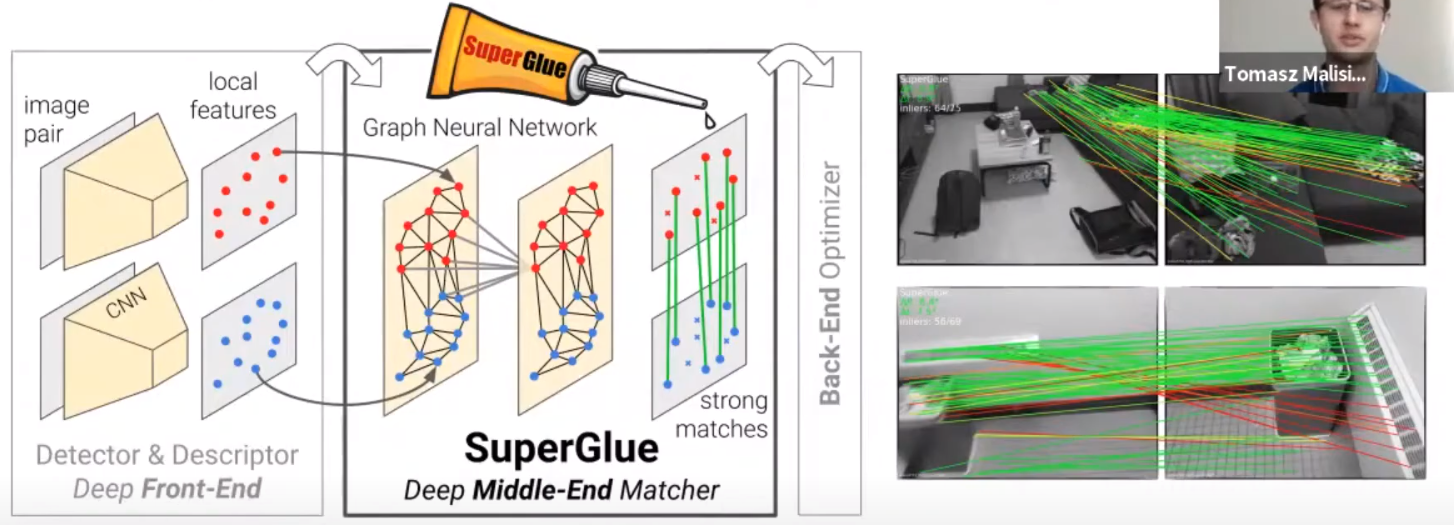 image
pair
local
features
CNN
Detector & Descriptor
Deep Front-End
SuperGlue
Graph Neural Network
strong
matches
SuperGlue
Deep Middle-End Matcher
Back-End Optimizer
SuperGlue
inliers: 64/75
SuperGlue
inliers: 56/69
Tomasz Malisi...